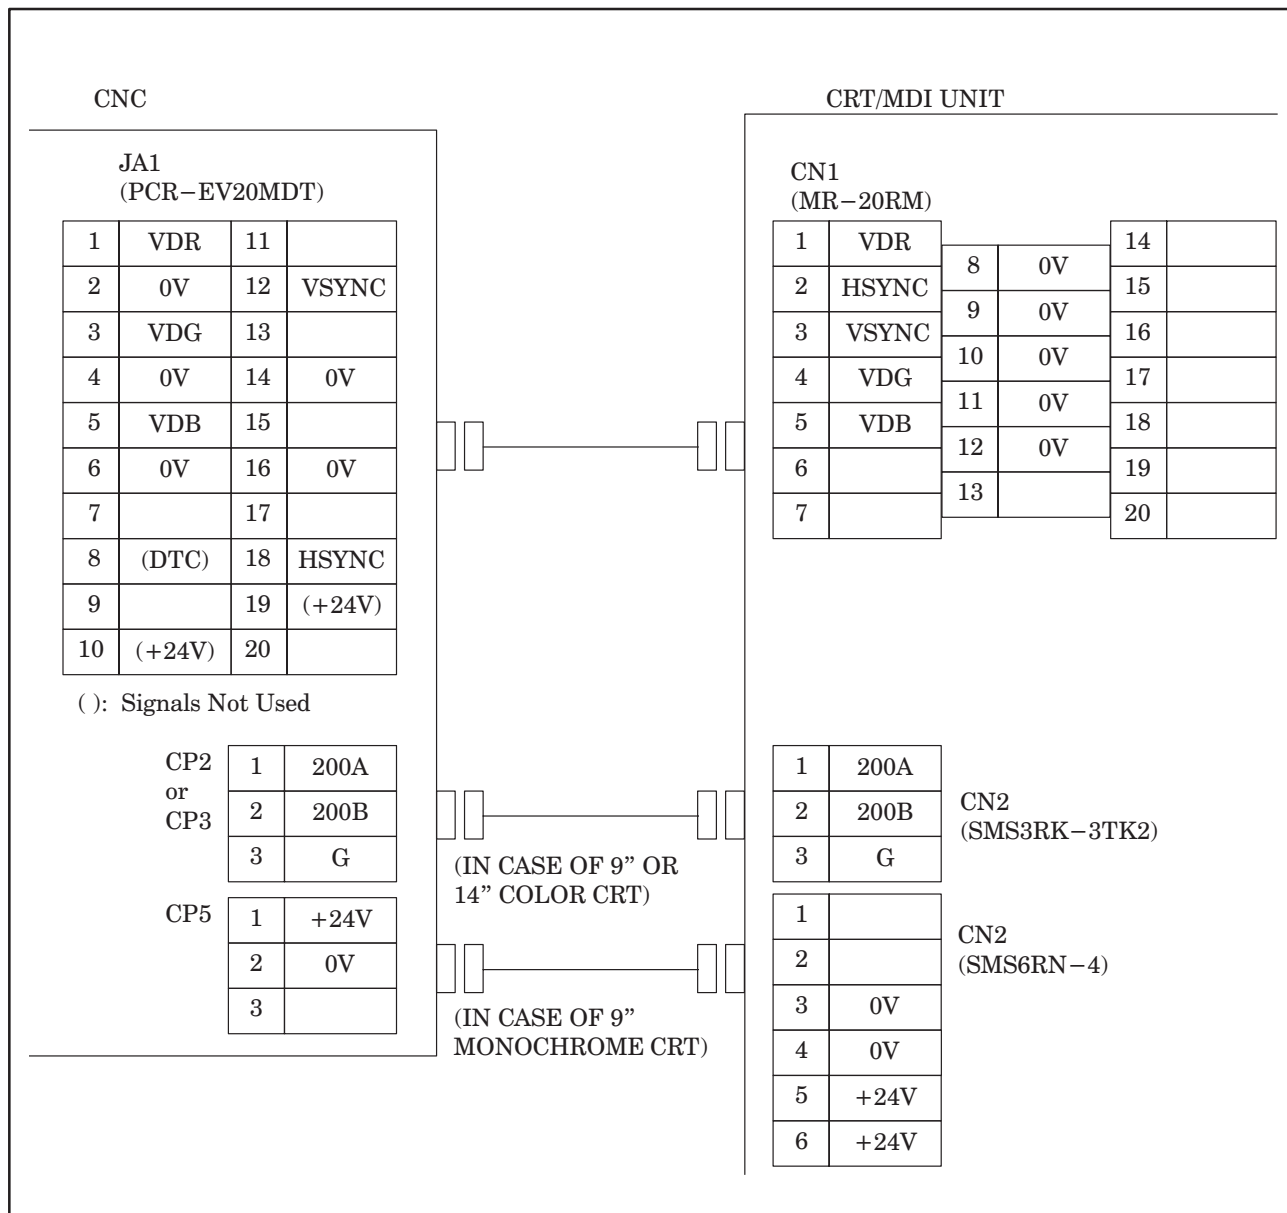 CNC
JA1
(PCR−EV20MDT)
1 VDR 11
2 0V 12 VSYNC
3 VDG 13
4 0V 14 0V
5 VDB 15
6 0V 16 0V
7 17
8 (DTC) 18 HSYNC
9 19 (+24V)
10 (+24V) 20
( ): Signals Not Used
CP2
or
CP3
1 200A
2 200B
3 G
CP5
1 +24V
2 0V
3
(IN CASE OF 9” OR
14” COLOR CRT)
(IN CASE OF 9”
MONOCHROME CRT)
CRT/MDI UNIT
CN1
(MR−20RM)
1 VDR
2 HSYNC
3 VSYNC
4 VDG
5 VDB
6
7
8 0V
9 0V
10 0V
11 0V
12 0V
13
14
15
16
17
18
19
20
1 200A
2 200B
3 G
CN2
(SMS3RK−3TK2)
1
2
3 0V
4 0V
5 +24V
6 +24V
CN2
(SMS6RN−4)